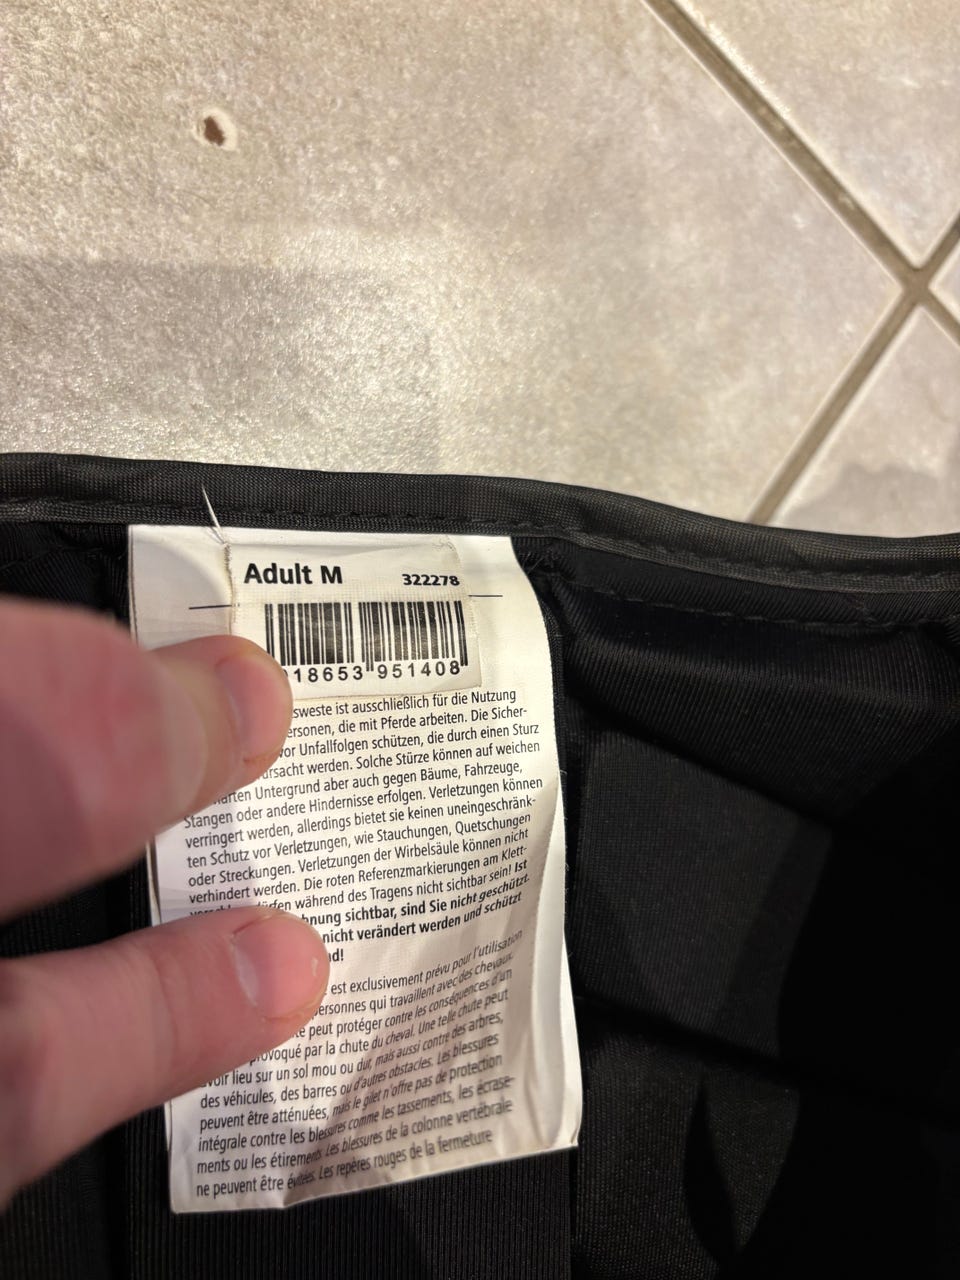 Adult M 322278
18653 951408
sweste ist ausschließlich für die Nutzung
ersonen, die mit Pferde arbeiten. Die Sicher-
vor Unfallfolgen schützen, die durch einen Sturz
ursacht werden. Solche Stürze können auf weichen
harten Untergrund aber auch gegen Bäume, Fahrzeuge,
Stangen oder andere Hindernisse erfolgen. Verletzungen können
verringert werden, allerdings bietet sie keinen uneingeschränk-
ten Schutz vor Verletzungen, wie Stauchungen, Quetschungen
oder Streckungen. Verletzungen der Wirbelsäule können nicht
verhindert werden. Die roten Referenzmarkierungen am Klett-
während des Tragens nicht sichtbar sein! Ist
hnung sichtbar, sind Sie nicht geschützt.
nicht verändert werden und schützt
nd!
est exclusivement prévu pour l'utilisation
personnes qui travaillent avec des chevaux.
te peut protéger contre les conséquences d'un
provoqué par la chute du cheval. Une telle chute peut
avoir lieu sur un sol mou ou dur, mais aussi contre des arbres,
des véhicules, des barres ou d'autres obstacles. Les blessures
peuvent être atténuées, mais le gilet n'offre pas de protection
intégrale contre les blessures comme les tassements, les écrase-
ments ou les étirements. Les blessures de la colonne vertébrale
ne peuvent être évitées. Les repères rouges de la fermeture